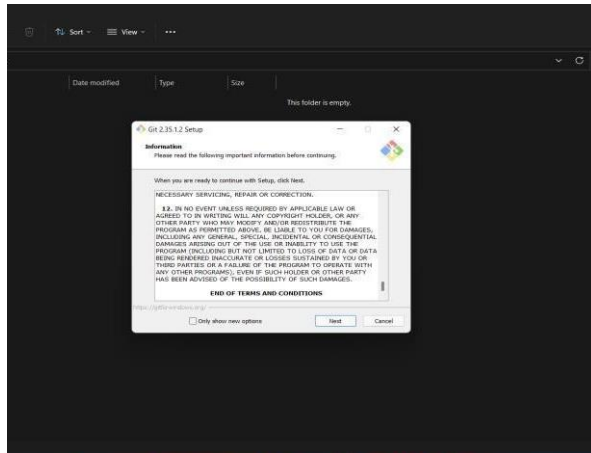 Sort
View
Date modified Type Size
This folder is empty.
Git 2.35.1.2 Setup
Information
Please read the following important information before continuing.
When you are ready to continue with Setup, click Next.
NECESSARY SERVICING, REPAIR OR CORRECTION.
12. IN NO EVENT UNLESS REQUIRED BY APPLICABLE LAW OR
AGREED TO IN WRITING WILL ANY COPYRIGHT HOLDER, OR ANY
OTHER PARTY WHO MAY MODIFY AND/OR REDISTRIBUTE THE
PROGRAM AS PERMITTED ABOVE, BE LIABLE TO YOU FOR DAMAGES,
INCLUDING ANY GENERAL, SPECIAL, INCIDENTAL OR CONSEQUENTIAL
DAMAGES ARISING OUT OF THE USE OR INABILITY TO USE THE
PROGRAM (INCLUDING BUT NOT LIMITED TO LOSS OF DATA OR DATA
BEING RENDERED INACCURATE OR LOSSES SUSTAINED BY YOU OR
THIRD PARTIES OR A FAILURE OF THE PROGRAM TO OPERATE WITH
ANY OTHER PROGRAMS), EVEN IF SUCH HOLDER OR OTHER PARTY
HAS BEEN ADVISED OF THE POSSIBILITY OF SUCH DAMAGES.
END OF TERMS AND CONDITIONS
https://gitforwindows.org/
Only show new options Next Cancel